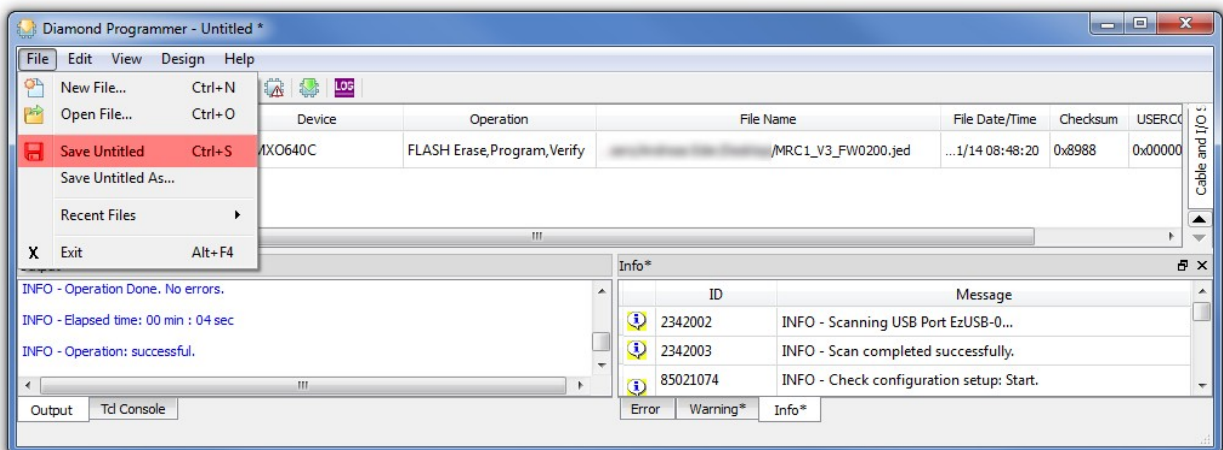 Diamond Programmer - Untitled *
File Edit View Design Help
New File... Ctrl+N
LOG
Open File... Ctrl+O
Device Operation File Name File Date/Time Checksum
Save Untitled Ctrl+S
FLASH Erase,Program,Verify /MRC1_V3_FW0200.jed ...1/14 08:48:20 0x8988 0x00000
Cable and I/O
Save Untitled As...
Recent Files
X Exit Alt+F4
Info*
INFO - Operation Done. No errors.
INFO - Elapsed time: 00 min : 04 sec
INFO - Operation: successful.
ID Message
2342002 INFO - Scanning USB Port EzUSB-0...
2342003 INFO - Scan completed successfully.
85021074 INFO - Check configuration setup: Start.
Output Tcl Console
Error Warning* Info*